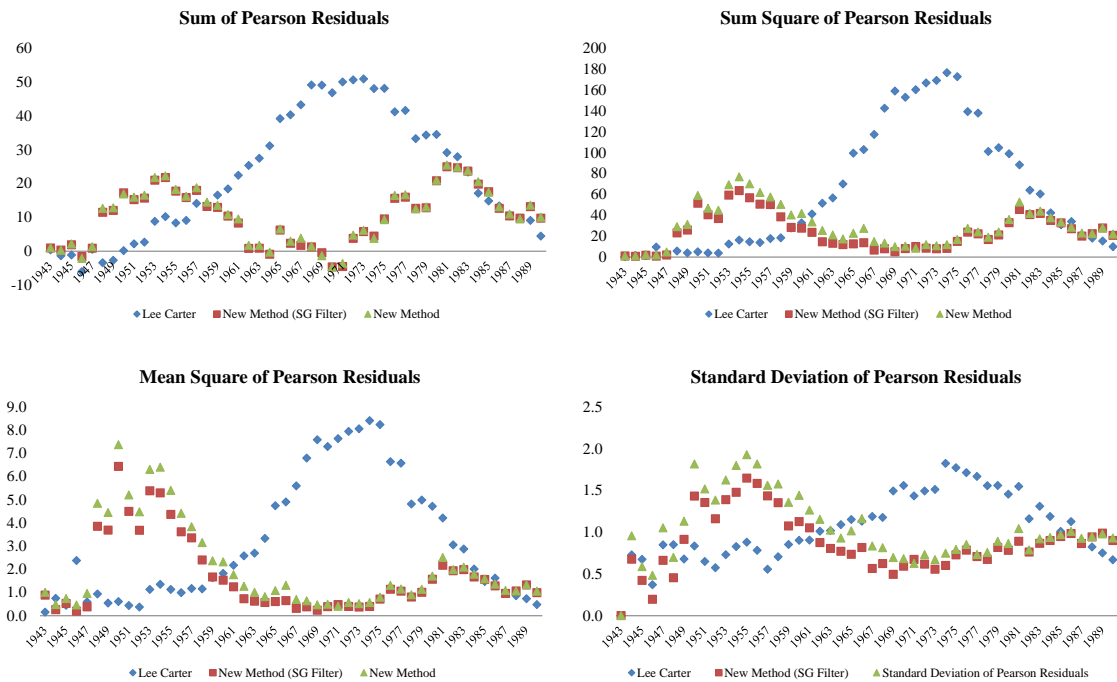 Sum of Pearson Residuals
60
50
40
30
20
10
0
-10
1943 1945 1947 1949 1951 1953 1955 1957 1959 1961 1963 1965 1967 1969 1971 1973 1975 1977 1979 1981 1983 1985 1987 1989
Lee Carter New Method (SG Filter) New Method
Sum Square of Pearson Residuals
200
180
160
140
120
100
80
60
40
20
0
1943 1945 1947 1949 1951 1953 1955 1957 1959 1961 1963 1965 1967 1969 1971 1973 1975 1977 1979 1981 1983 1985 1987 1989
Lee Carter New Method (SG Filter) New Method
Mean Square of Pearson Residuals
9.0
8.0
7.0
6.0
5.0
4.0
3.0
2.0
1.0
0.0
1943 1945 1947 1949 1951 1953 1955 1957 1959 1961 1963 1965 1967 1969 1971 1973 1975 1977 1979 1981 1983 1985 1987 1989
Lee Carter New Method (SG Filter) New Method
Standard Deviation of Pearson Residuals
2.5
2.0
1.5
1.0
0.5
0.0
1943 1945 1947 1949 1951 1953 1955 1957 1959 1961 1963 1965 1967 1969 1971 1973 1975 1977 1979 1981 1983 1985 1987 1989
Lee Carter New Method (SG Filter) Standard Deviation of Pearson Residuals